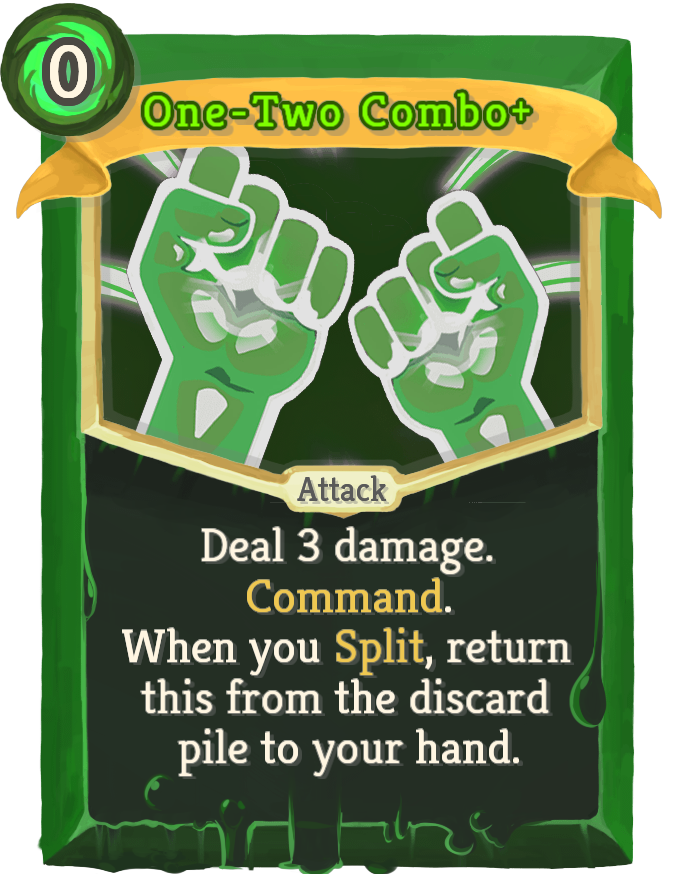 0
One-Two Combo+
Attack
Deal 3 damage.
Command.
When you Split, return
this from the discard
pile to your hand.